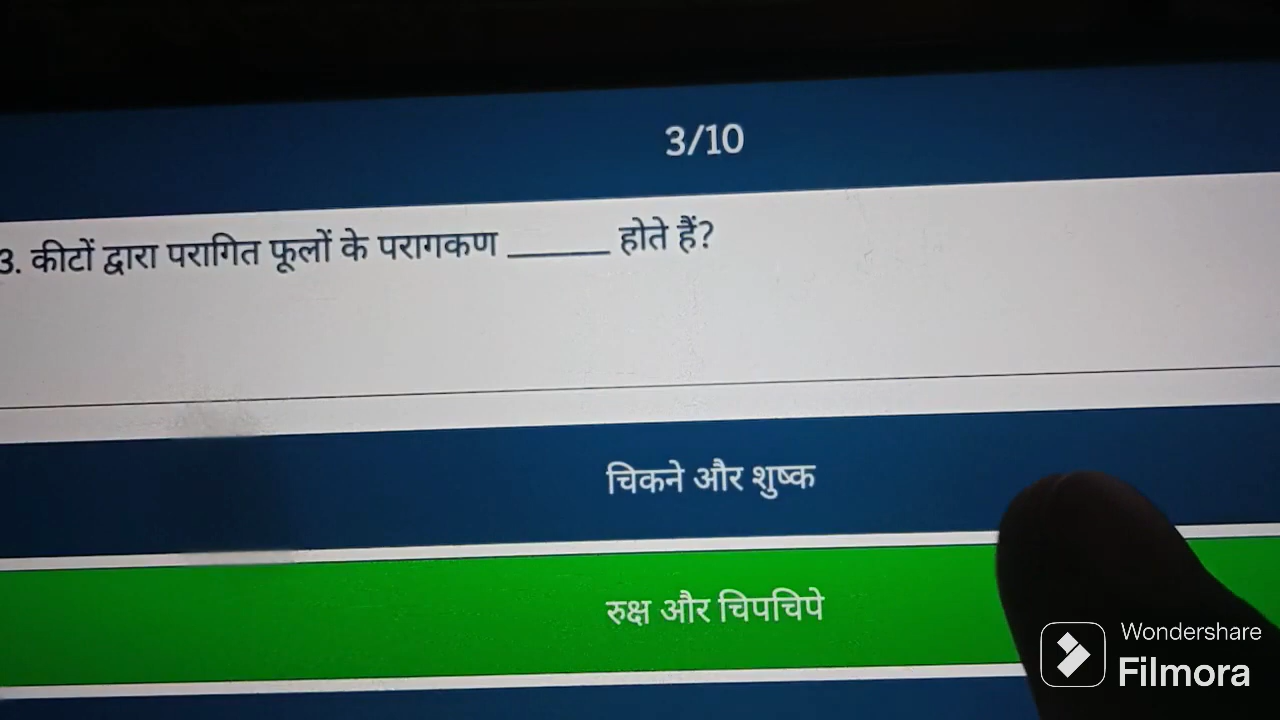 3/10
3. कीटों द्वारा परागित फूलों के परागकण ______ होते हैं?
चिकने और शुष्क
रुक्ष और चिपचिपे
Wondershare
Filmora